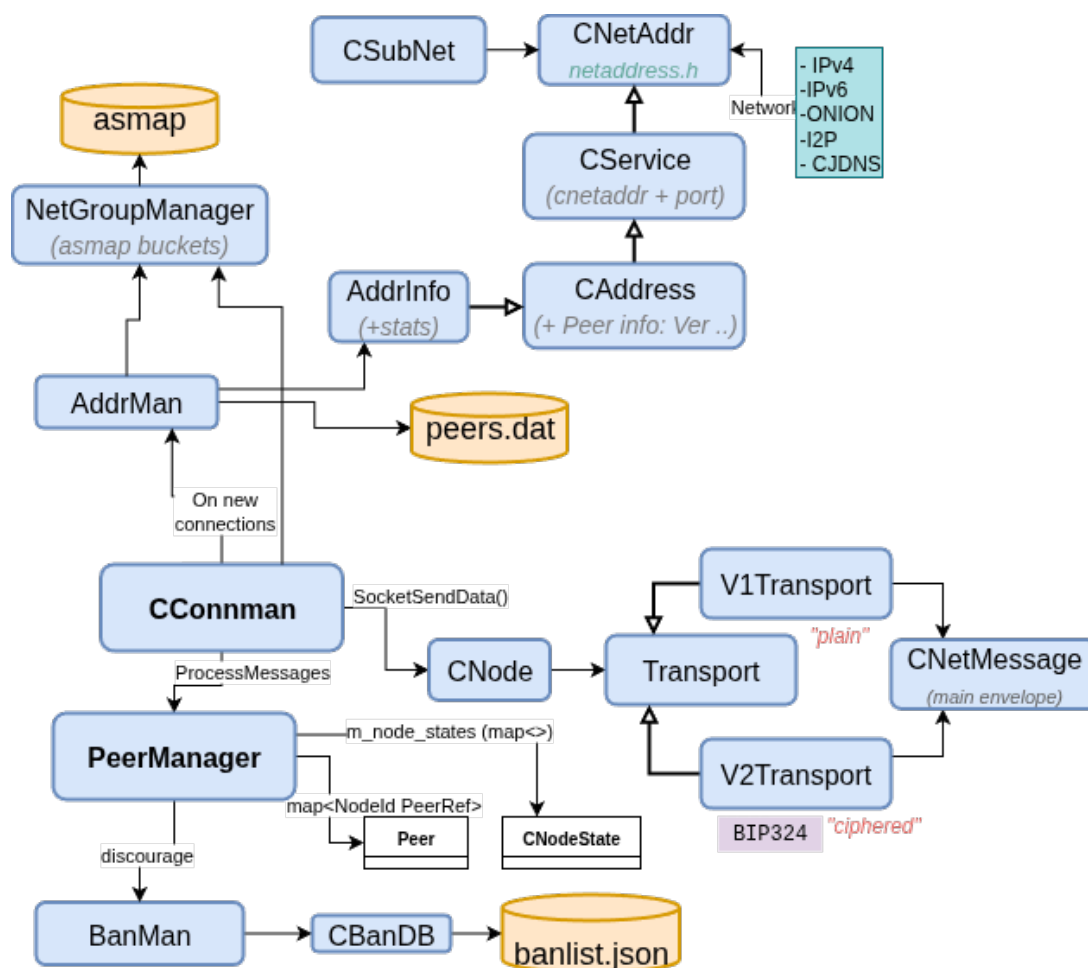 CSubNet
CNetAddr
netaddress.h
Network
- IPv4
-IPv6
-ONION
-I2P
- CJDNS
asmap
CService
(cnetaddr + port)
NetGroupManager
(asmap buckets)
AddrInfo
(+stats)
CAddress
(+ Peer info: Ver ..)
AddrMan
peers.dat
On new
connections
CConnman
SocketSendData()
V1Transport
"plain"
ProcessMessages
CNode
Transport
CNetMessage
(main envelope)
PeerManager
m_node_states (map<>)
V2Transport
"ciphered"
BIP324
map<NodeId PeerRef>
Peer
CNodeState
discourage
BanMan
CBanDB
banlist.json